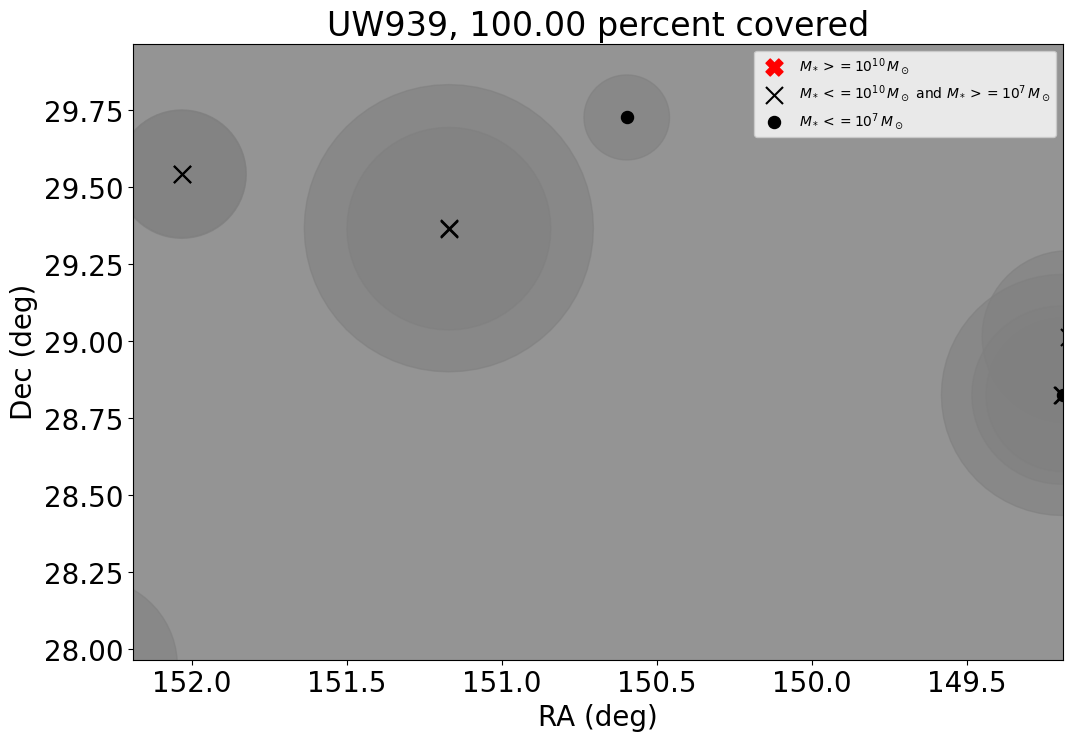 UW939, 100.00 percent covered
M* >= 10^10 M⊙
M* <= 10^10 M⊙ and M* >= 10^7 M⊙
M* <= 10^7 M⊙
29.75
29.50
29.25
29.00
28.75
28.50
28.25
28.00
Dec (deg)
152.0 151.5 151.0 150.5 150.0 149.5
RA (deg)